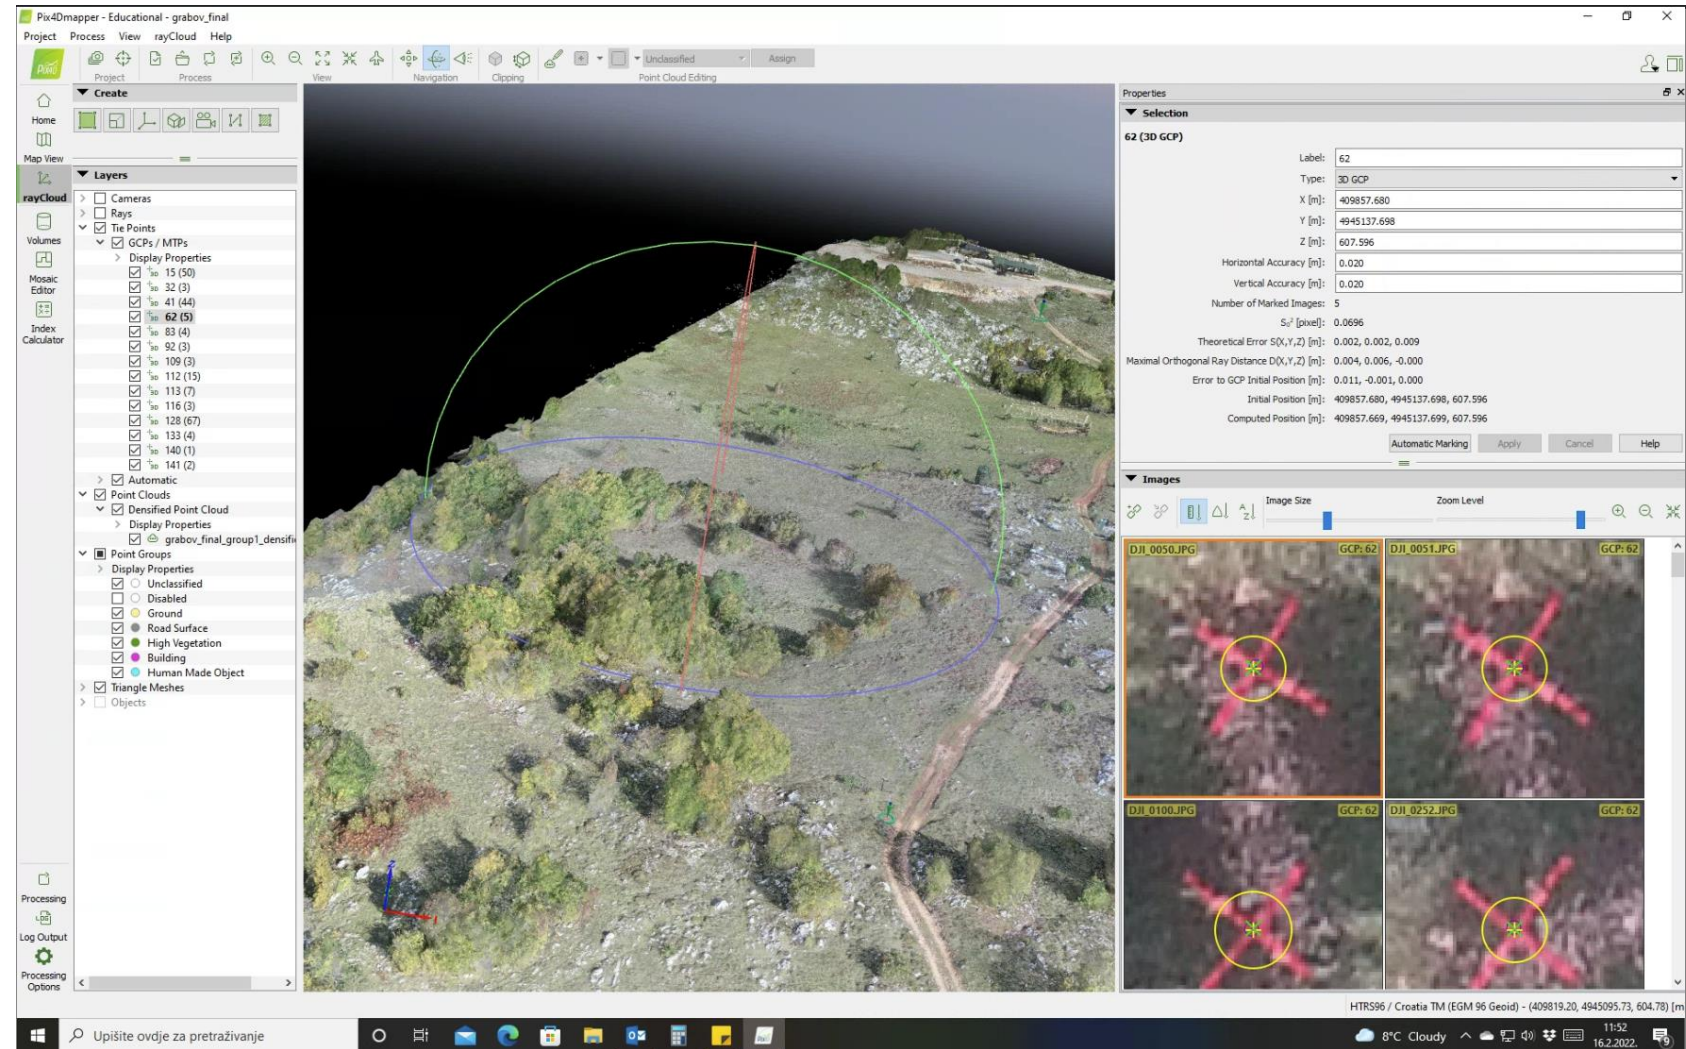 Pix4Dmapper - Educational - grabov_final
Project Process View rayCloud Help
Unclassified Assign
Project Process View Navigation Clipping Point Cloud Editing
Home
Map View
rayCloud
Volumes
Mosaic
Editor
Index
Calculator
Processing
Log Output
Processing
Options
Create
Layers
Cameras
Rays
Tie Points
GCPs / MTPs
Display Properties
15 (50)
32 (3)
41 (44)
62 (5)
83 (4)
92 (3)
109 (3)
112 (15)
113 (7)
116 (3)
128 (67)
133 (4)
140 (1)
141 (2)
Automatic
Point Clouds
Densified Point Cloud
Display Properties
grabov_final_group1_densifi
Point Groups
Display Properties
Unclassified
Disabled
Ground
Road Surface
High Vegetation
Building
Human Made Object
Triangle Meshes
Objects
Properties
Selection
62 (3D GCP)
Label: 62
Type: 3D GCP
X [m]: 409857.680
Y [m]: 4945137.698
Z [m]: 607.596
Horizontal Accuracy [m]: 0.020
Vertical Accuracy [m]: 0.020
Number of Marked Images: 5
S₀² [pixel]: 0.0696
Theoretical Error S(X,Y,Z) [m]: 0.002, 0.002, 0.009
Maximal Orthogonal Ray Distance D(X,Y,Z) [m]: 0.004, 0.006, -0.000
Error to GCP Initial Position [m]: 0.011, -0.001, 0.000
Initial Position [m]: 409857.680, 4945137.698, 607.596
Computed Position [m]: 409857.669, 4945137.699, 607.596
Automatic Marking Apply Cancel Help
Images
Image Size Zoom Level
DJI_0050.JPG GCP: 62 DJI_0051.JPG GCP: 62
DJI_0100.JPG GCP: 62 DJI_0252.JPG GCP: 62
HTRS96 / Croatia TM (EGM 96 Geoid) - (409819.20, 4945095.73, 604.78) [m
Upišite ovdje za pretraživanje
8°C Cloudy
11:52
16.2.2022.